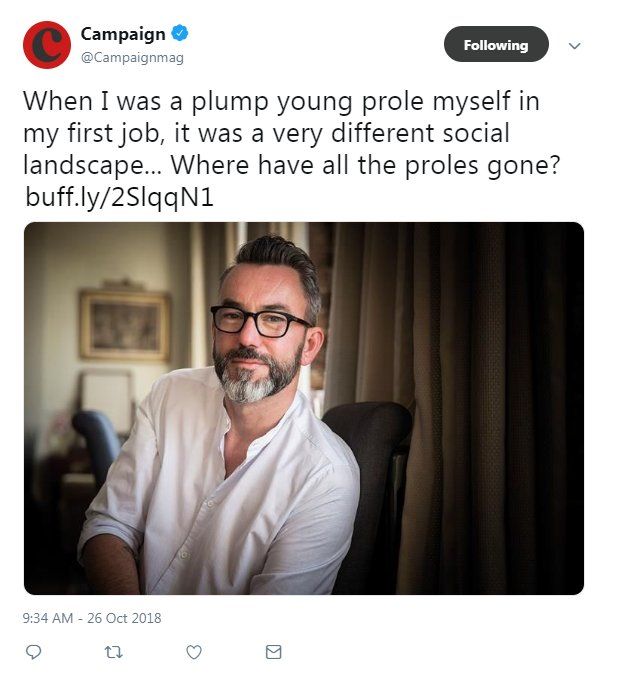 Campaign
@Campaignmag
Following
When I was a plump young prole myself in
my first job, it was a very different social
landscape... Where have all the proles gone?
buff.ly/2SlqqN1
9:34 AM - 26 Oct 2018